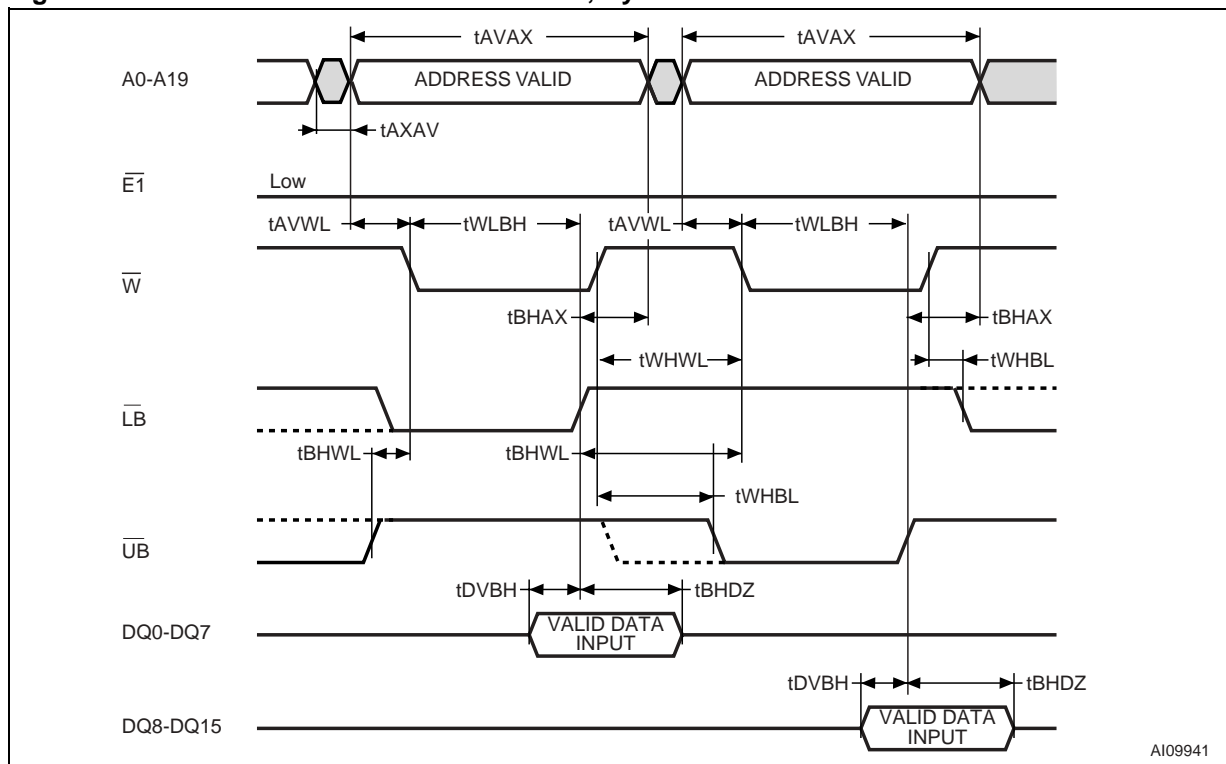 tAVAX tAVAX
A0-A19 ADDRESS VALID ADDRESS VALID
tAXAV
E1 Low
tAVWL tWLBH tAVWL tWLBH
W
tBHAX tBHAX
tWHWL tWHBL
LB
tBHWL tBHWL
tWHBL
UB
tDVBH tBHDZ
DQ0-DQ7 VALID DATA
INPUT
tDVBH tBHDZ
DQ8-DQ15 VALID DATA
INPUT
AI09941